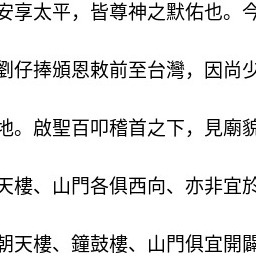 安享太平，皆尊神之默佑也。今
劉仔捧頒恩敕前至台灣，因尚少
地。啟聖百叩稽首之下，見廟貌
天樓、山門各俱西向、亦非宜於
朝天樓、鐘鼓樓、山門俱宜開闢